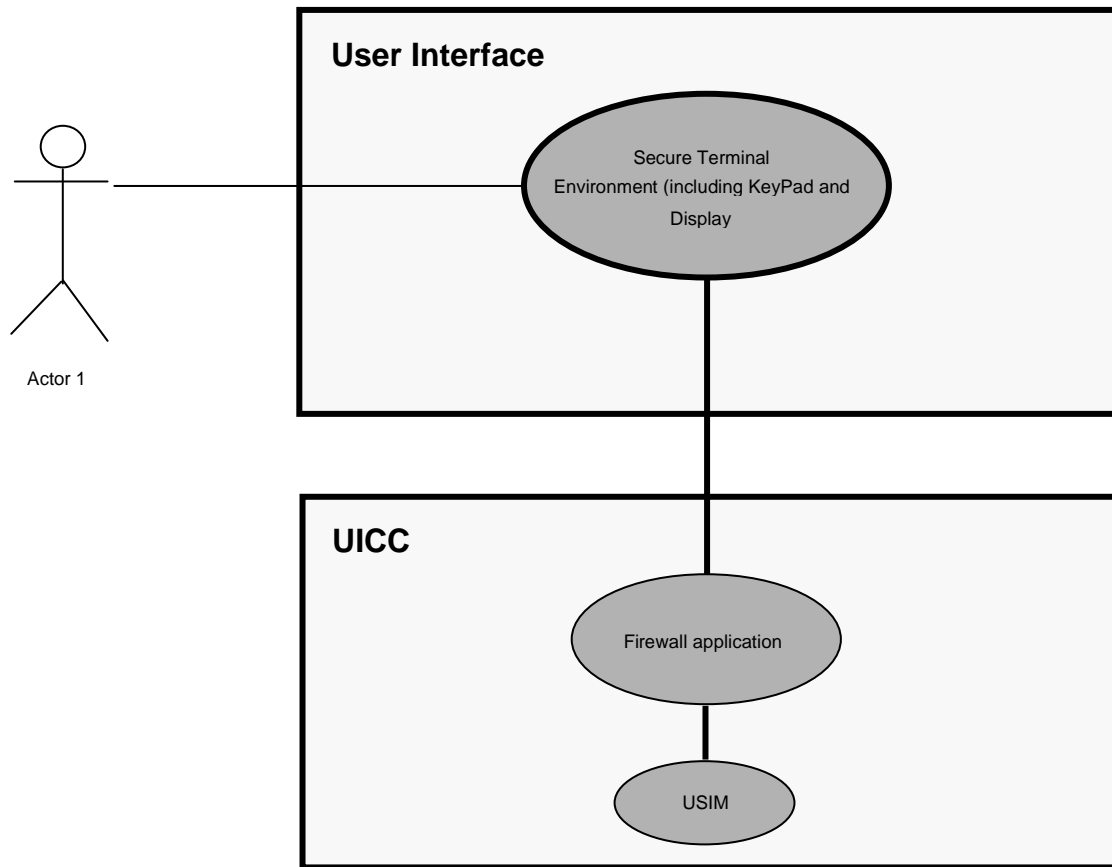 User Interface
Secure Terminal
Environment (including KeyPad and
Display
Actor 1
UICC
Firewall application
USIM